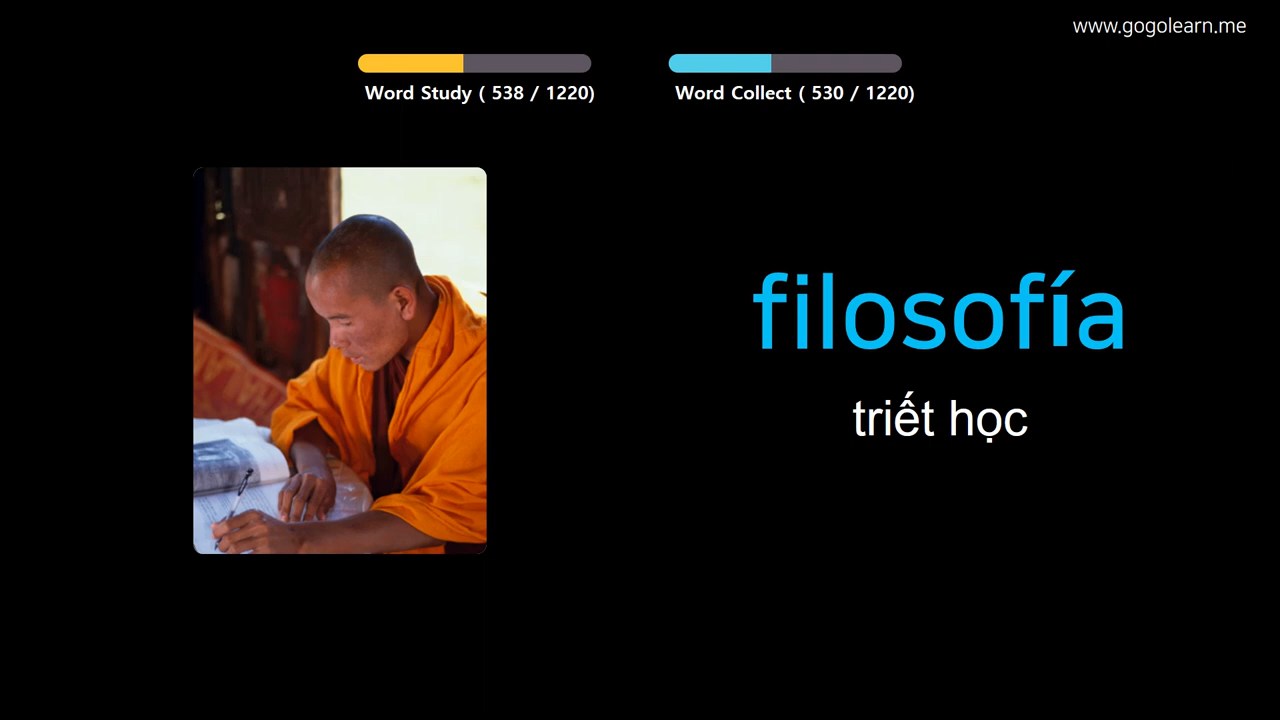 www.gogolearn.me
Word Study ( 538 / 1220)
Word Collect ( 530 / 1220)
filosofía
triết học